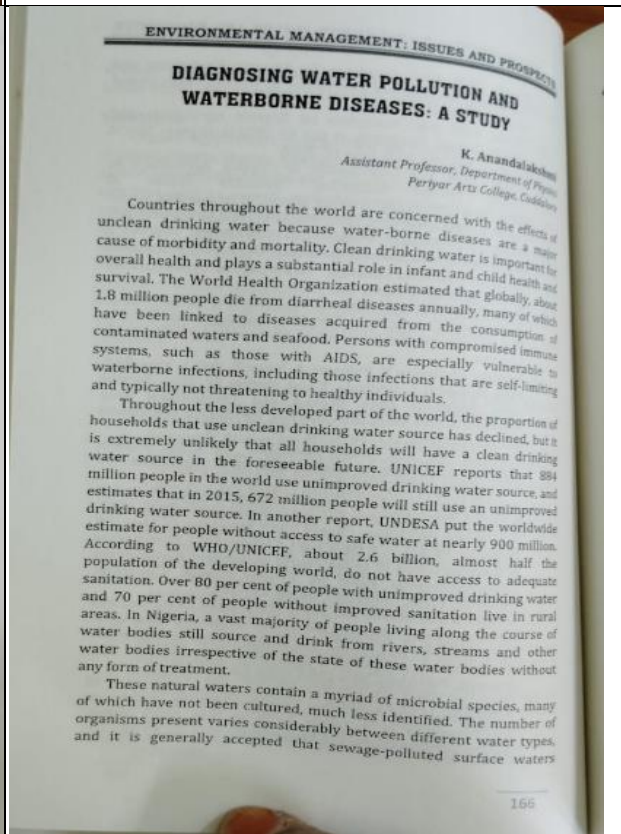 ENVIRONMENTAL MANAGEMENT: ISSUES AND PROSPECTS
DIAGNOSING WATER POLLUTION AND
WATERBORNE DISEASES: A STUDY
K. Anandalakshmi
Assistant Professor, Department of Physics
Periyar Arts College, Cuddalore
Countries throughout the world are concerned with the effects of
unclean drinking water because water-borne diseases are a major
cause of morbidity and mortality. Clean drinking water is important for
overall health and plays a substantial role in infant and child health and
survival. The World Health Organization estimated that globally, about
1.8 million people die from diarrheal diseases annually, many of which
have been linked to diseases acquired from the consumption of
contaminated waters and seafood. Persons with compromised immune
systems, such as those with AIDS, are especially vulnerable to
waterborne infections, including those infections that are self-limiting
and typically not threatening to healthy individuals.
Throughout the less developed part of the world, the proportion of
households that use unclean drinking water source has declined, but it
is extremely unlikely that all households will have a clean drinking
water source in the foreseeable future. UNICEF reports that 884
million people in the world use unimproved drinking water source, and
estimates that in 2015, 672 million people will still use an unimproved
drinking water source. In another report, UNDESA put the worldwide
estimate for people without access to safe water at nearly 900 million.
According to WHO/UNICEF, about 2.6 billion, almost half the
population of the developing world, do not have access to adequate
sanitation. Over 80 per cent of people with unimproved drinking water
and 70 per cent of people without improved sanitation live in rural
areas. In Nigeria, a vast majority of people living along the course of
water bodies still source and drink from rivers, streams and other
water bodies irrespective of the state of these water bodies without
any form of treatment.
These natural waters contain a myriad of microbial species, many
of which have not been cultured, much less identified. The number of
organisms present varies considerably between different water types,
and it is generally accepted that sewage-polluted surface waters
166